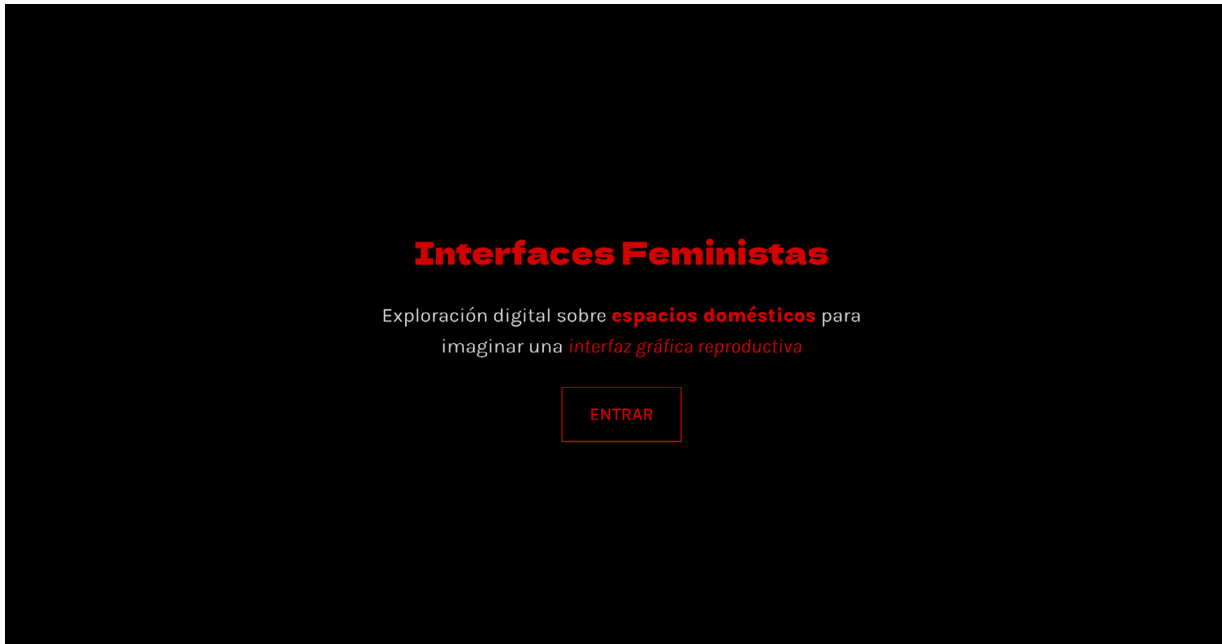 Interfaces Feministas
Exploración digital sobre espacios domésticos para
imaginar una interfaz gráfica reproductiva
ENTRAR